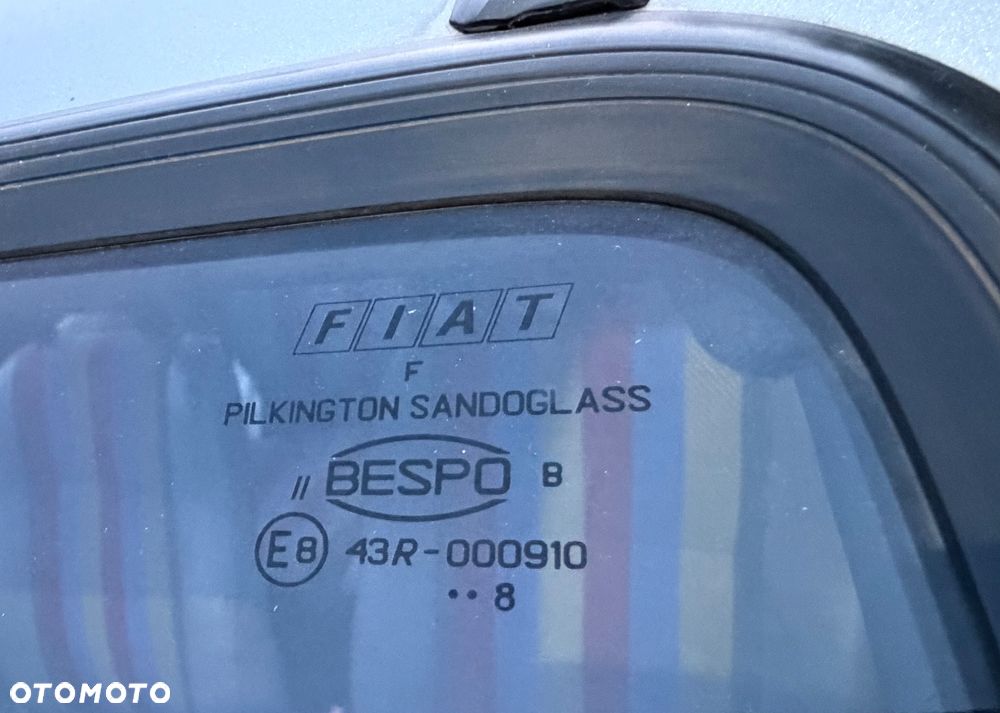 FIAT
F
PILKINGTON SANDOGLASS
II BESPO B
E8 43R-000910
••8
OTOMOTO